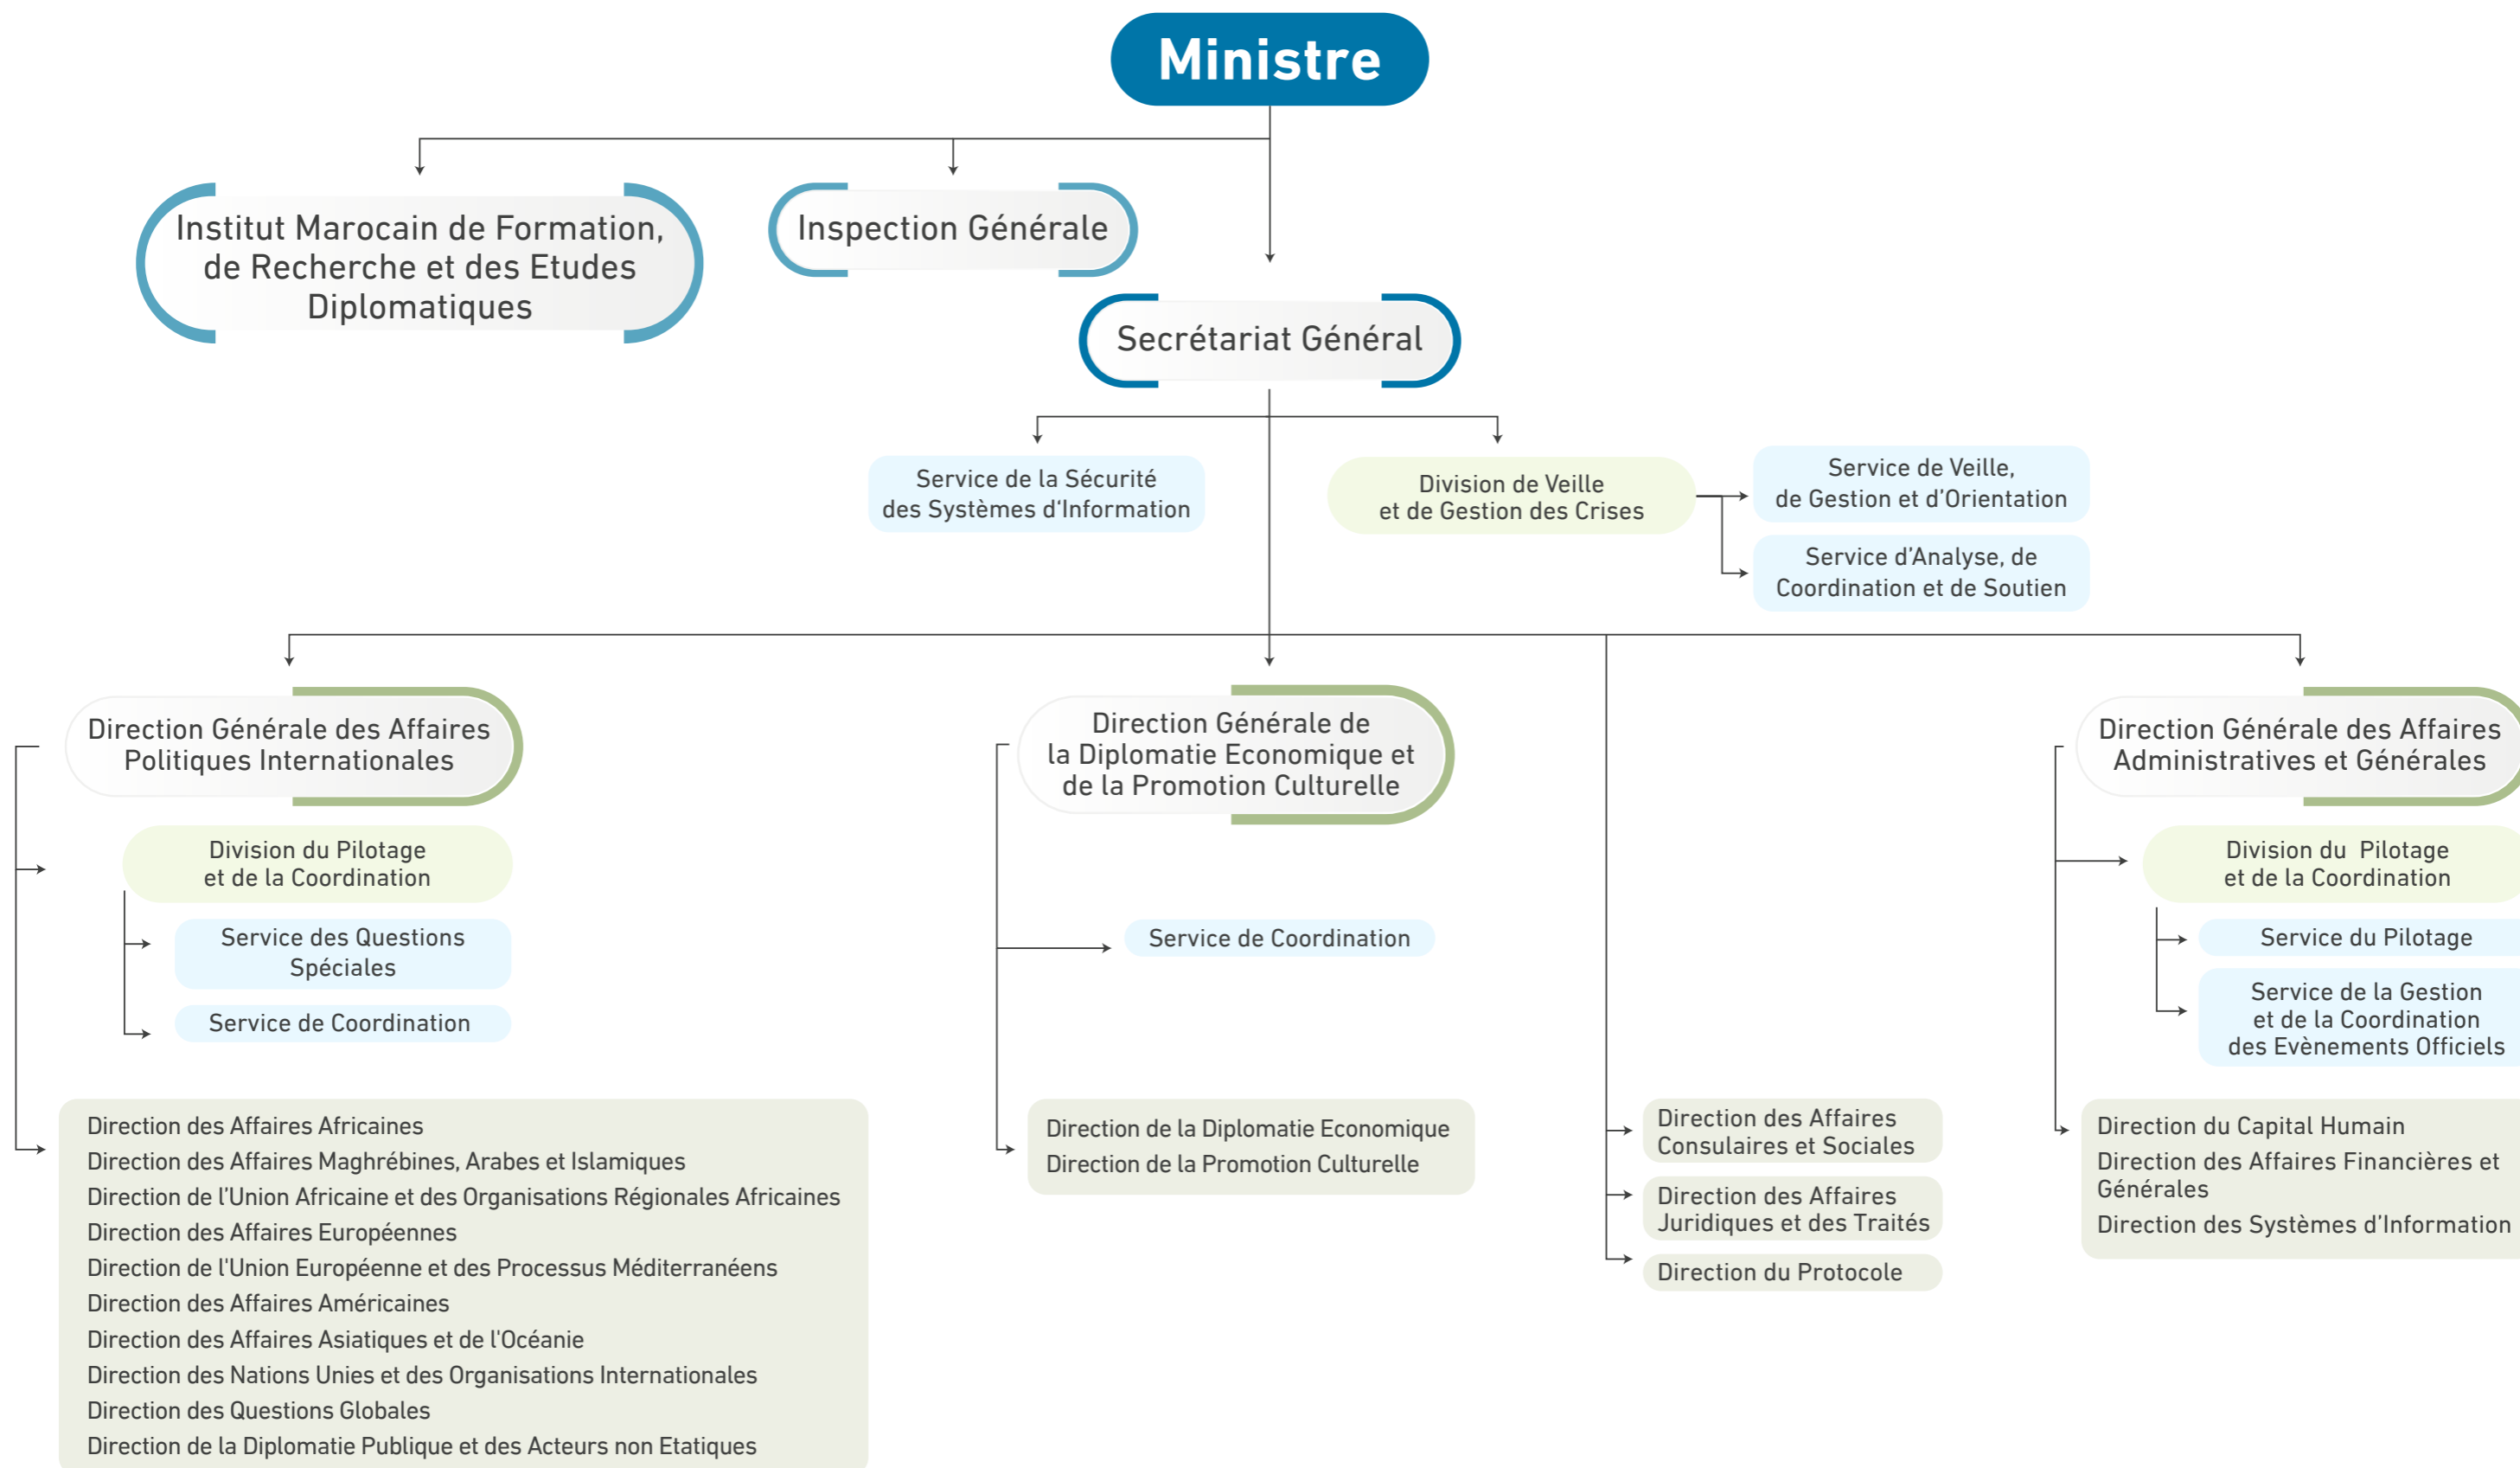 Ministre
Institut Marocain de Formation,
de Recherche et des Etudes
Diplomatiques
Inspection Générale
Secrétariat Général
Service de la Sécurité
des Systèmes d‘Information
Division de Veille
et de Gestion des Crises
Service de Veille,
de Gestion et d’Orientation
Service d’Analyse, de
Coordination et de Soutien
Direction Générale des Affaires
Politiques Internationales
Division du Pilotage
et de la Coordination
Service des Questions
Spéciales
Service de Coordination
Direction des Affaires Africaines
Direction des Affaires Maghrébines, Arabes et Islamiques
Direction de l’Union Africaine et des Organisations Régionales Africaines
Direction des Affaires Européennes
Direction de l'Union Européenne et des Processus Méditerranéens
Direction des Affaires Américaines
Direction des Affaires Asiatiques et de l'Océanie
Direction des Nations Unies et des Organisations Internationales
Direction des Questions Globales
Direction de la Diplomatie Publique et des Acteurs non Etatiques
Direction Générale de
la Diplomatie Economique et
de la Promotion Culturelle
Service de Coordination
Direction de la Diplomatie Economique
Direction de la Promotion Culturelle
Direction des Affaires
Consulaires et Sociales
Direction des Affaires
Juridiques et des Traités
Direction du Protocole
Direction Générale des Affaires
Administratives et Générales
Division du Pilotage
et de la Coordination
Service du Pilotage
Service de la Gestion
et de la Coordination
des Evènements Officiels
Direction du Capital Humain
Direction des Affaires Financières et
Générales
Direction des Systèmes d’Information